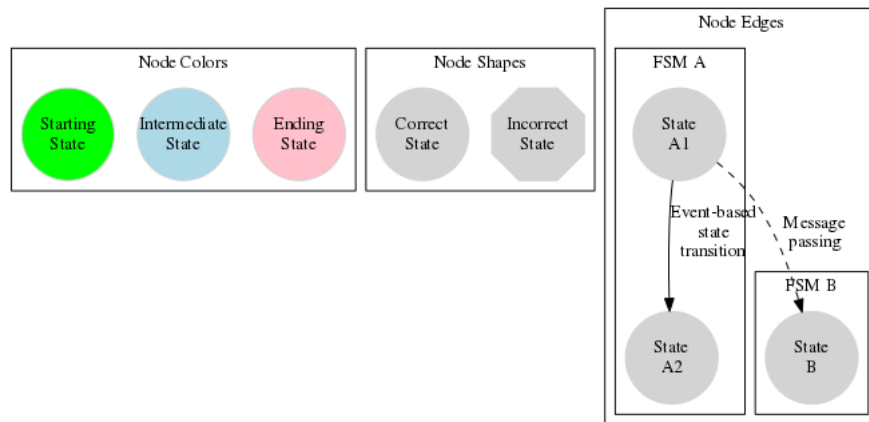 Node Edges
Node Colors
Node Shapes
FSM A
Starting
State
Intermediate
State
Ending
State
Correct
State
Incorrect
State
State
A1
Event-based
state
transition
Message
passing
FSM B
State
A2
State
B